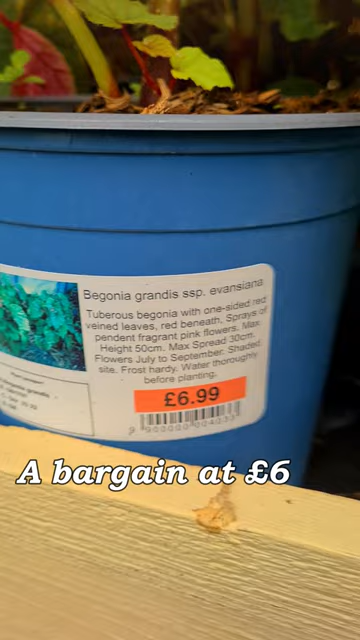 Begonia grandis ssp. evansiana
Tuberous begonia with one-sided red
veined leaves, red beneath. Sprays of
pendent fragrant pink flowers. Max
Height 50cm. Max Spread 30cm.
Flowers July to September. Shaded
site. Frost hardy. Water thoroughly
before planting.
£6.99
A bargain at £6